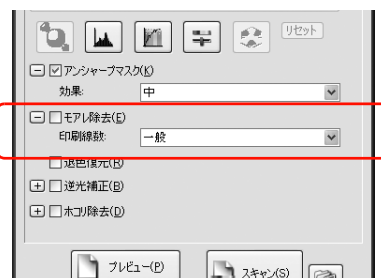 リセット
アンシャープマスク(K)
効果: 中
モアレ除去(E)
印刷線数: 一般
退色復元(R)
逆光補正(B)
ホコリ除去(D)
プレビュー(P) スキャン(S)